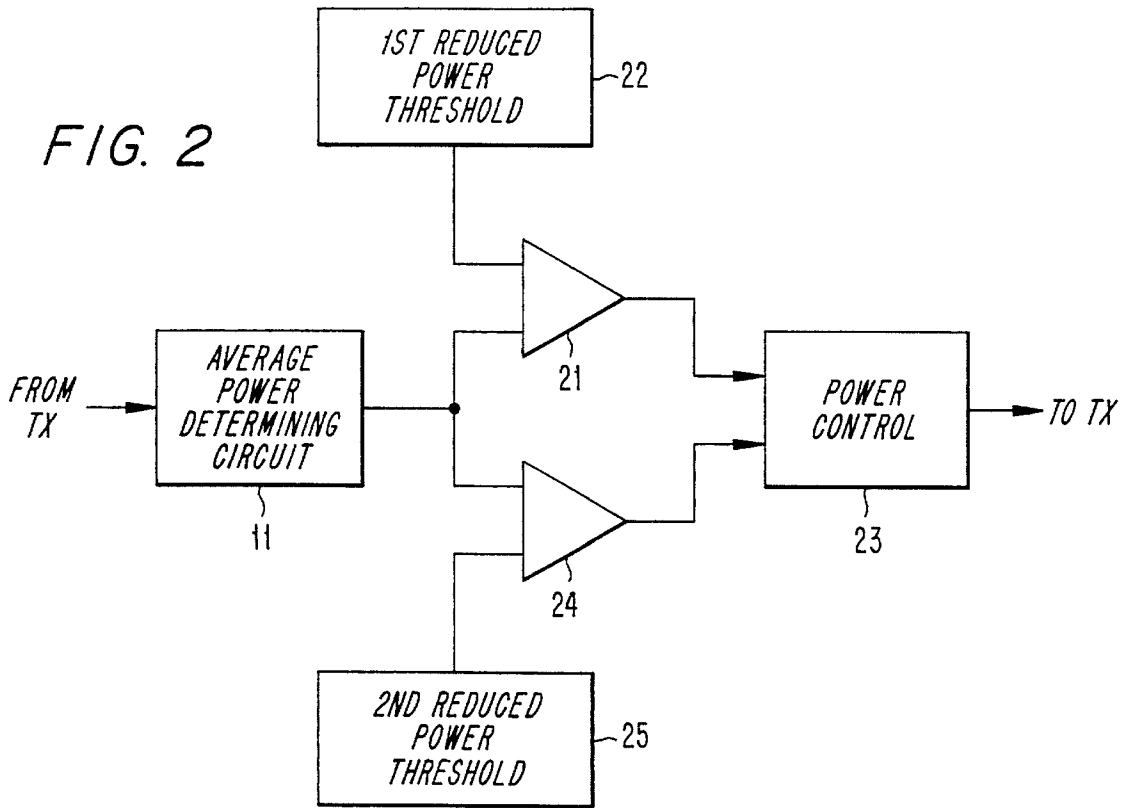 1ST REDUCED
POWER
THRESHOLD
22
FIG. 2
21
FROM
TX
AVERAGE
POWER
DETERMINING
CIRCUIT
11
POWER
CONTROL
23
TO TX
24
2ND REDUCED
POWER
THRESHOLD
25